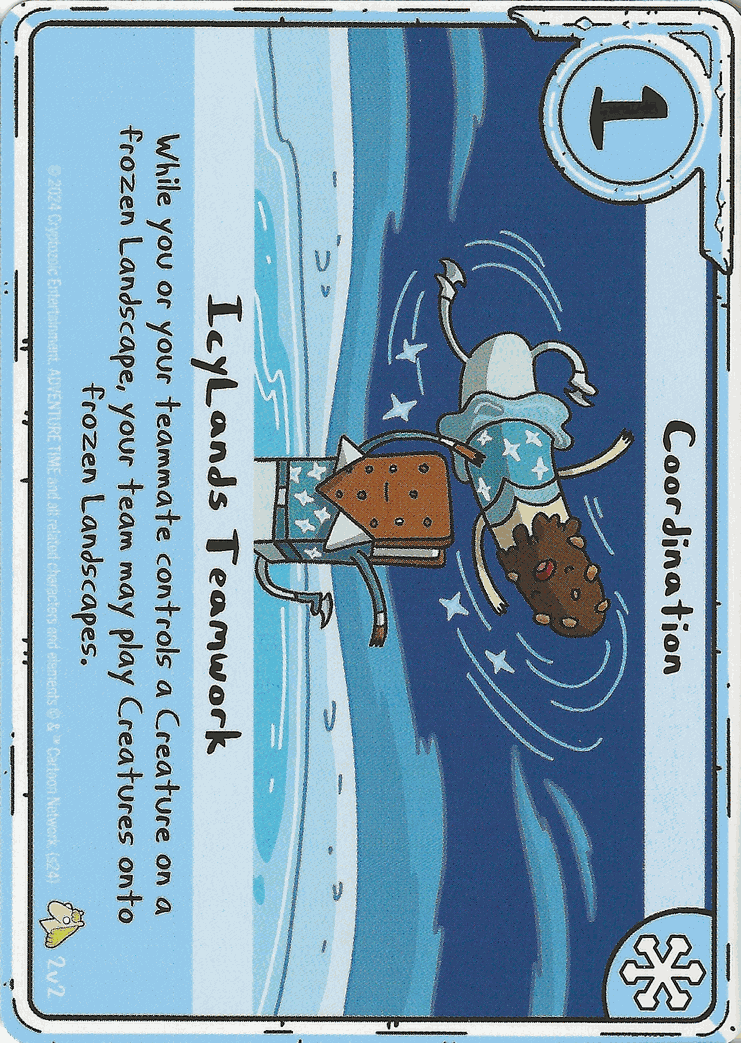 1
Coordination
IcyLands Teamwork
While you or your teammate controls a Creature on a
frozen Landscape, your team may play Creatures onto
frozen Landscapes.
© 2024 Cryptozoic Entertainment. ADVENTURE TIME and all related characters and elements © & ™ Cartoon Network. (s24)
2v2